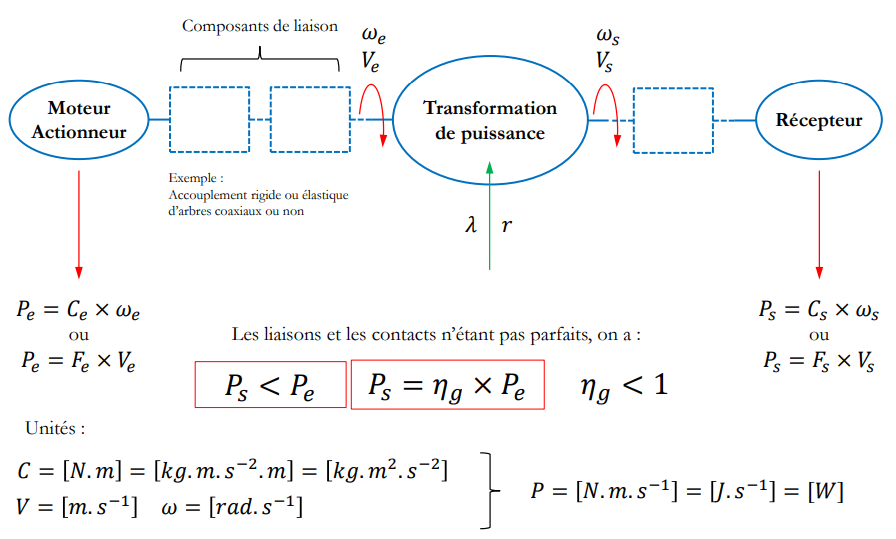 Composants de liaison
ωₑ
Vₑ
ωₛ
Vₛ
Moteur
Actionneur
Transformation
de puissance
Récepteur
Exemple :
Accouplement rigide ou élastique
d’arbres coaxiaux ou non
λ r
Pₑ = Cₑ × ωₑ
ou
Pₑ = Fₑ × Vₑ
Pₛ = Cₛ × ωₛ
ou
Pₛ = Fₛ × Vₛ
Les liaisons et les contacts n’étant pas parfaits, on a :
Pₛ < Pₑ
Pₛ = η_g × Pₑ
η_g < 1
Unités :
C = [N.m] = [kg.m.s⁻².m] = [kg.m².s⁻²]
V = [m.s⁻¹] ω = [rad.s⁻¹]
P = [N.m.s⁻¹] = [J.s⁻¹] = [W]